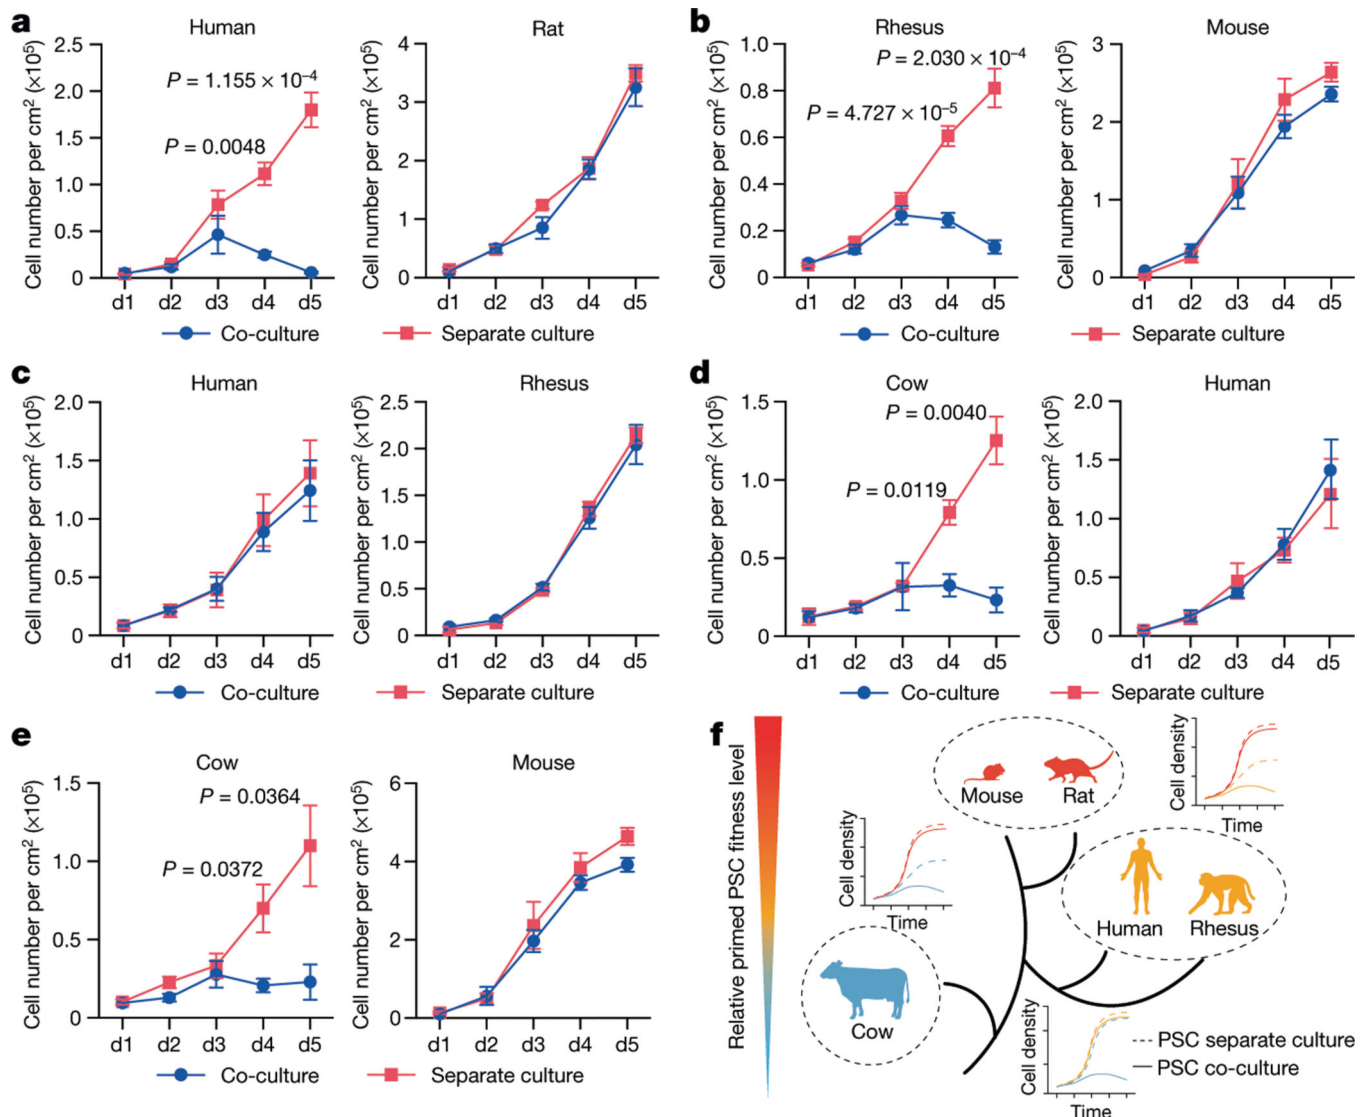 a
Human
Cell number per cm² (×10⁵)
2.5
2.0
1.5
1.0
0.5
0
P = 1.155 × 10⁻⁴
P = 0.0048
d1 d2 d3 d4 d5
Rat
Cell number per cm² (×10⁵)
4
3
2
1
0
d1 d2 d3 d4 d5
Co-culture Separate culture
b
Rhesus
Cell number per cm² (×10⁵)
1.0
0.8
0.6
0.4
0.2
0
P = 2.030 × 10⁻⁴
P = 4.727 × 10⁻⁵
d1 d2 d3 d4 d5
Mouse
Cell number per cm² (×10⁵)
3
2
1
0
d1 d2 d3 d4 d5
Co-culture Separate culture
c
Human
Cell number per cm² (×10⁵)
2.0
1.5
1.0
0.5
0
d1 d2 d3 d4 d5
Rhesus
Cell number per cm² (×10⁵)
2.5
2.0
1.5
1.0
0.5
0
d1 d2 d3 d4 d5
Co-culture Separate culture
d
Cow
Cell number per cm² (×10⁵)
1.5
1.0
0.5
0
P = 0.0040
P = 0.0119
d1 d2 d3 d4 d5
Human
Cell number per cm² (×10⁵)
2.0
1.5
1.0
0.5
0
d1 d2 d3 d4 d5
Co-culture Separate culture
e
Cow
Cell number per cm² (×10⁵)
1.5
1.0
0.5
0
P = 0.0364
P = 0.0372
d1 d2 d3 d4 d5
Mouse
Cell number per cm² (×10⁵)
6
4
2
0
d1 d2 d3 d4 d5
Co-culture Separate culture
f
Relative primed PSC fitness level
Mouse Rat
Cell density
Time
Cell density
Time
Human Rhesus
Cow
Cell density
Time
PSC separate culture
PSC co-culture